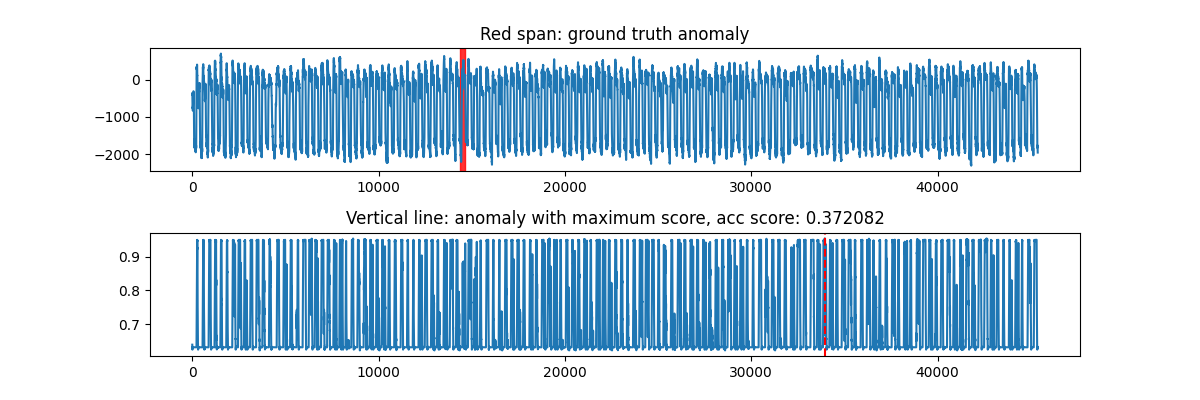 Red span: ground truth anomaly
0
−1000
−2000
0 10000 20000 30000 40000
Vertical line: anomaly with maximum score, acc score: 0.372082
0.9
0.8
0.7
0 10000 20000 30000 40000